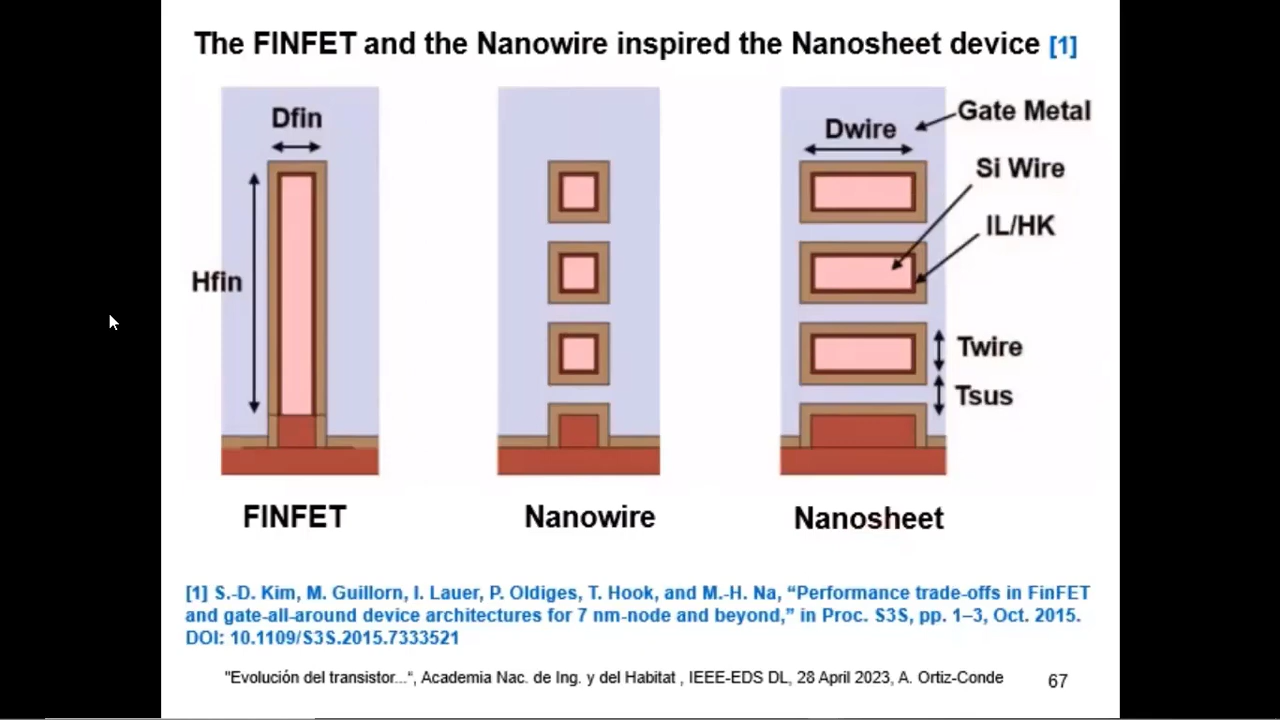 The FINFET and the Nanowire inspired the Nanosheet device [1]
Dfin
Hfin
FINFET
Nanowire
Dwire
Gate Metal
Si Wire
IL/HK
Twire
Tsus
Nanosheet
[1] S.-D. Kim, M. Guillorn, I. Lauer, P. Oldiges, T. Hook, and M.-H. Na, “Performance trade-offs in FinFET
and gate-all-around device architectures for 7 nm-node and beyond,” in Proc. S3S, pp. 1–3, Oct. 2015.
DOI: 10.1109/S3S.2015.7333521
"Evolución del transistor...“, Academia Nac. de Ing. y del Habitat , IEEE-EDS DL, 28 April 2023, A. Ortiz-Conde
67